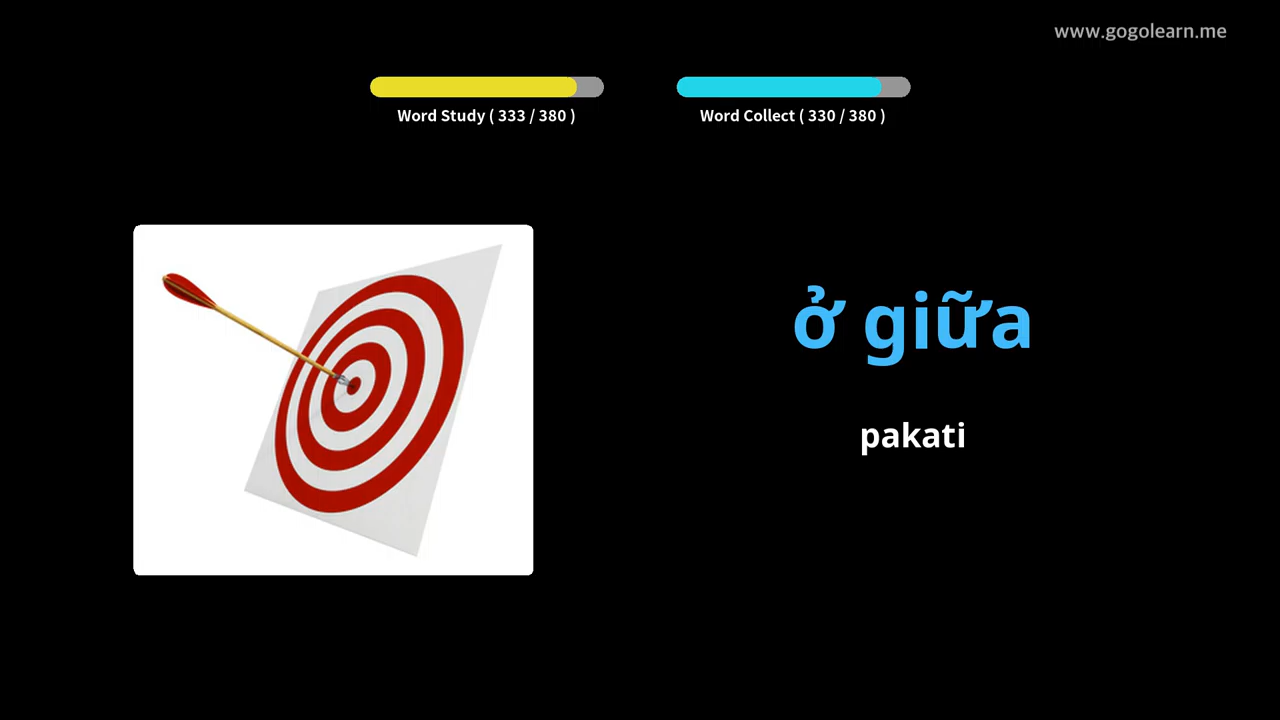 www.gogolearn.me
Word Study ( 333 / 380 )
Word Collect ( 330 / 380 )
ở giữa
pakati